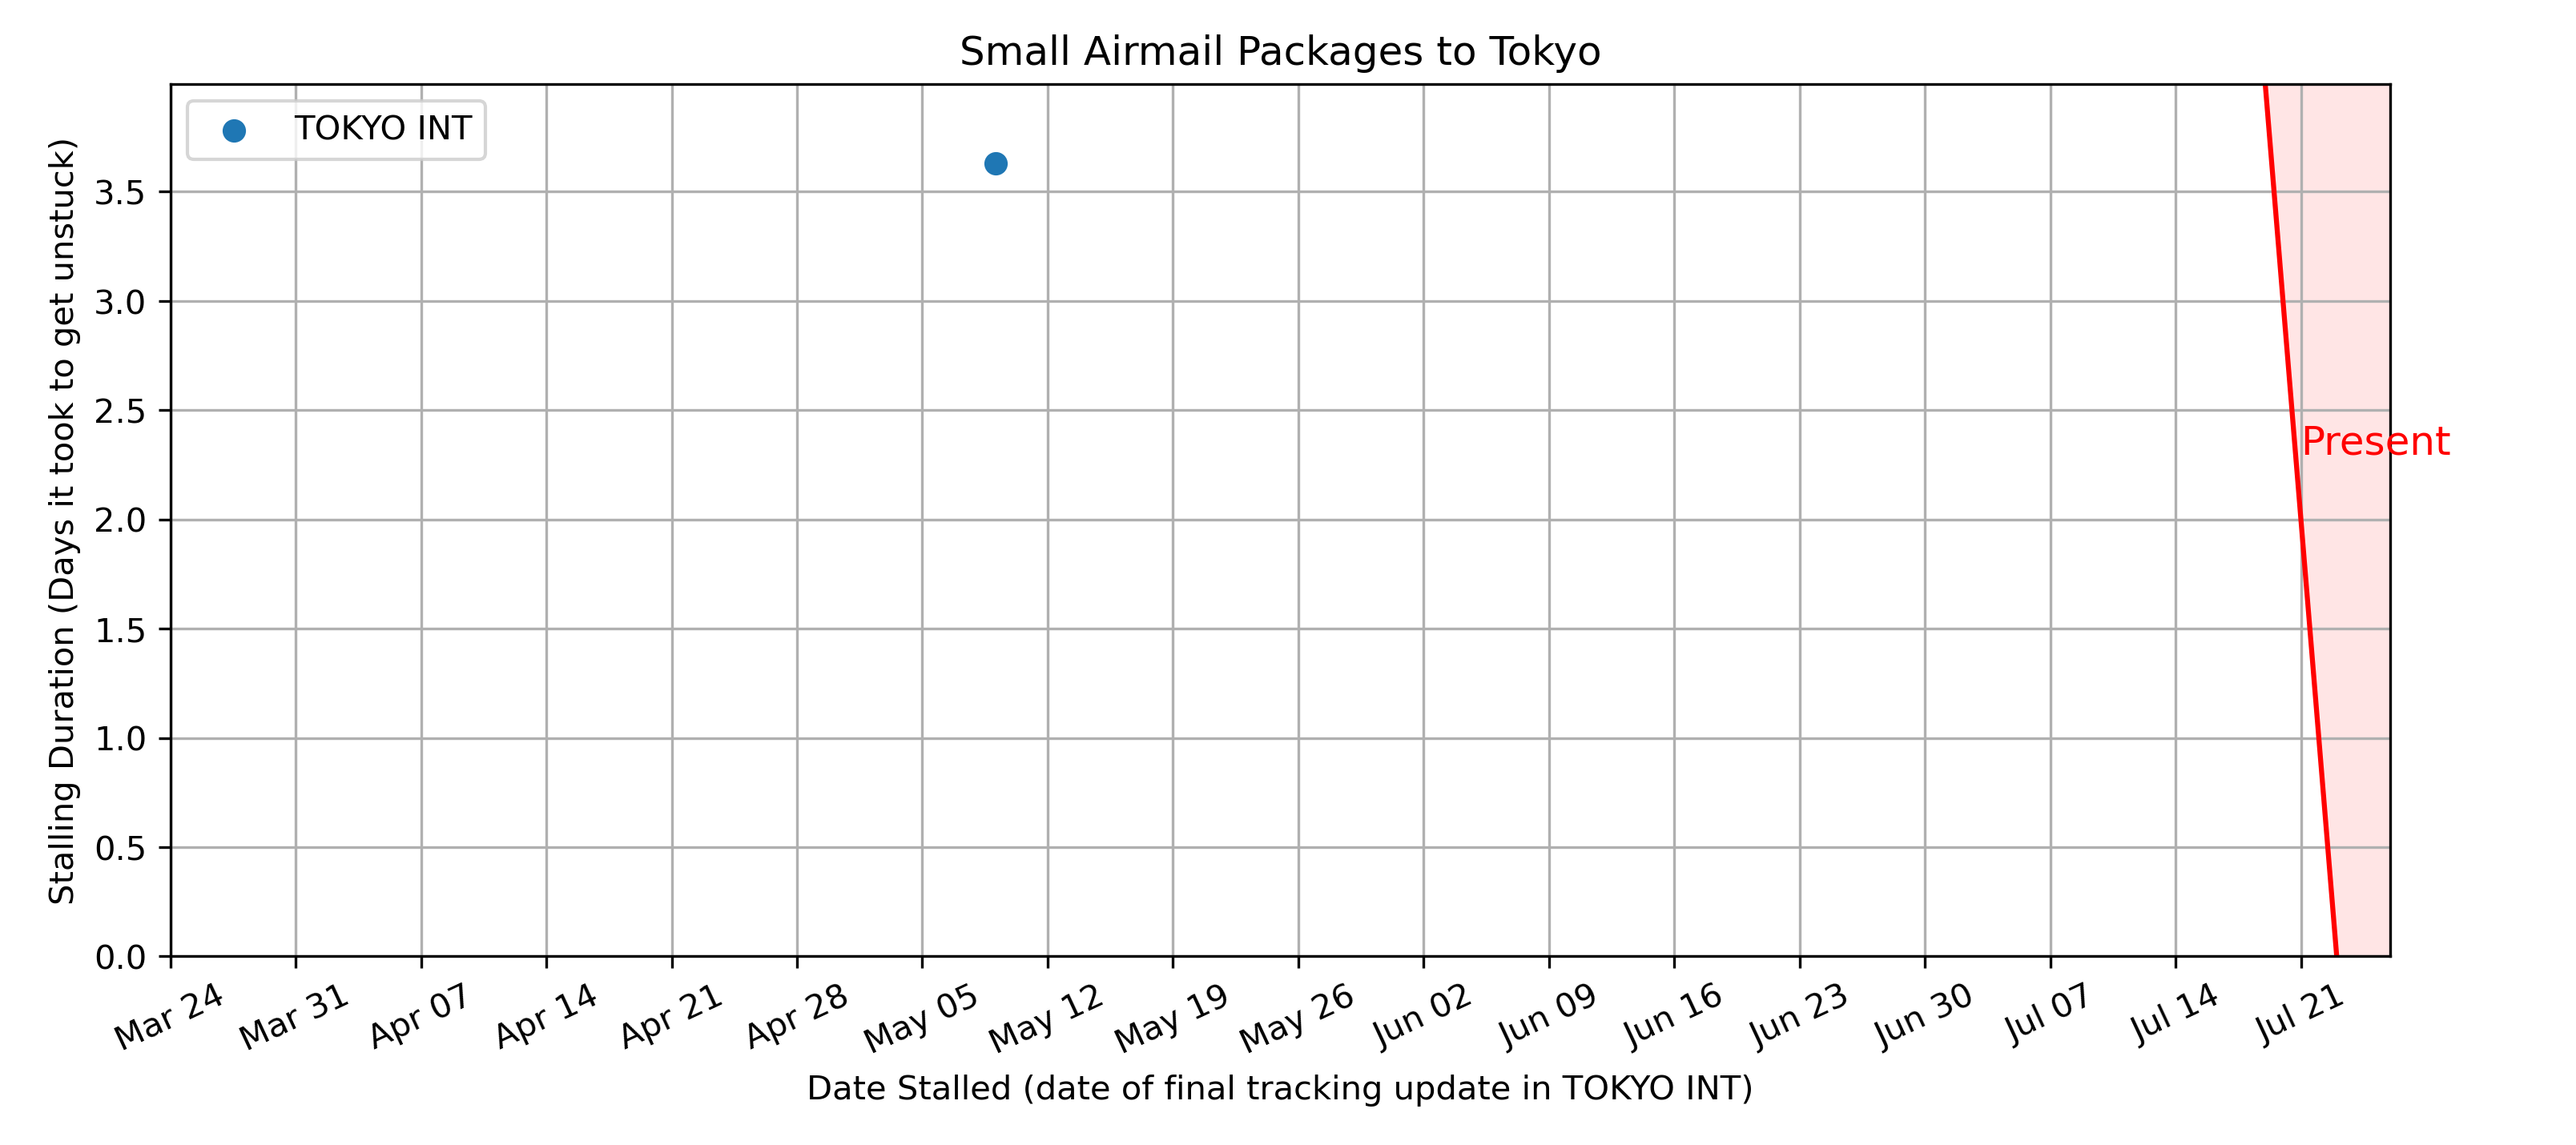 Small Airmail Packages to Tokyo
TOKYO INT
Stalling Duration (Days it took to get unstuck)
3.5
3.0
2.5
2.0
1.5
1.0
0.5
0.0
Present
Mar 24
Mar 31
Apr 07
Apr 14
Apr 21
Apr 28
May 05
May 12
May 19
May 26
Jun 02
Jun 09
Jun 16
Jun 23
Jun 30
Jul 07
Jul 14
Jul 21
Date Stalled (date of final tracking update in TOKYO INT)